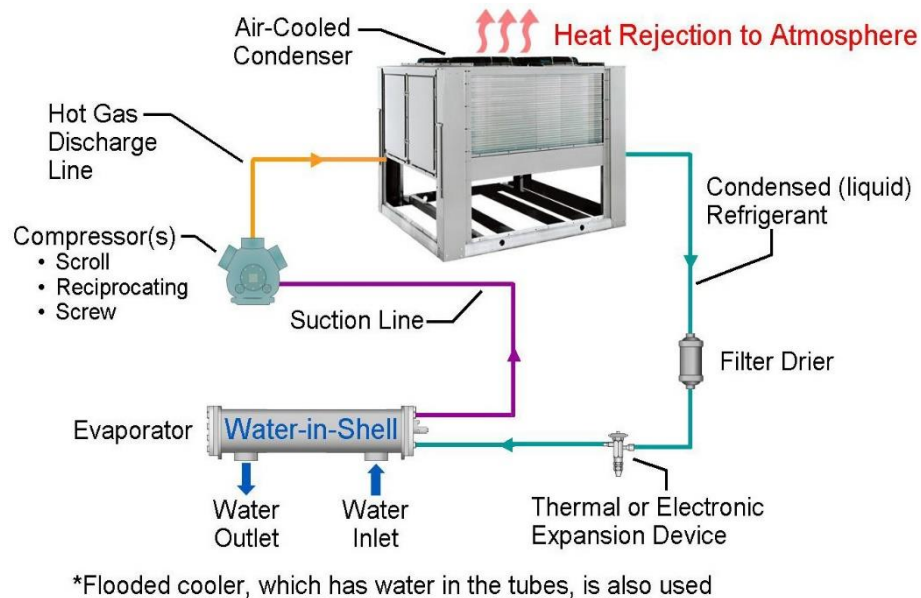 Air-Cooled
Condenser
Heat Rejection to Atmosphere
Hot Gas
Discharge
Line
Condensed (liquid)
Refrigerant
Compressor(s)
• Scroll
• Reciprocating
• Screw
Suction Line
Filter Drier
Evaporator
Water-in-Shell
Water
Outlet
Water
Inlet
Thermal or Electronic
Expansion Device
*Flooded cooler, which has water in the tubes, is also used